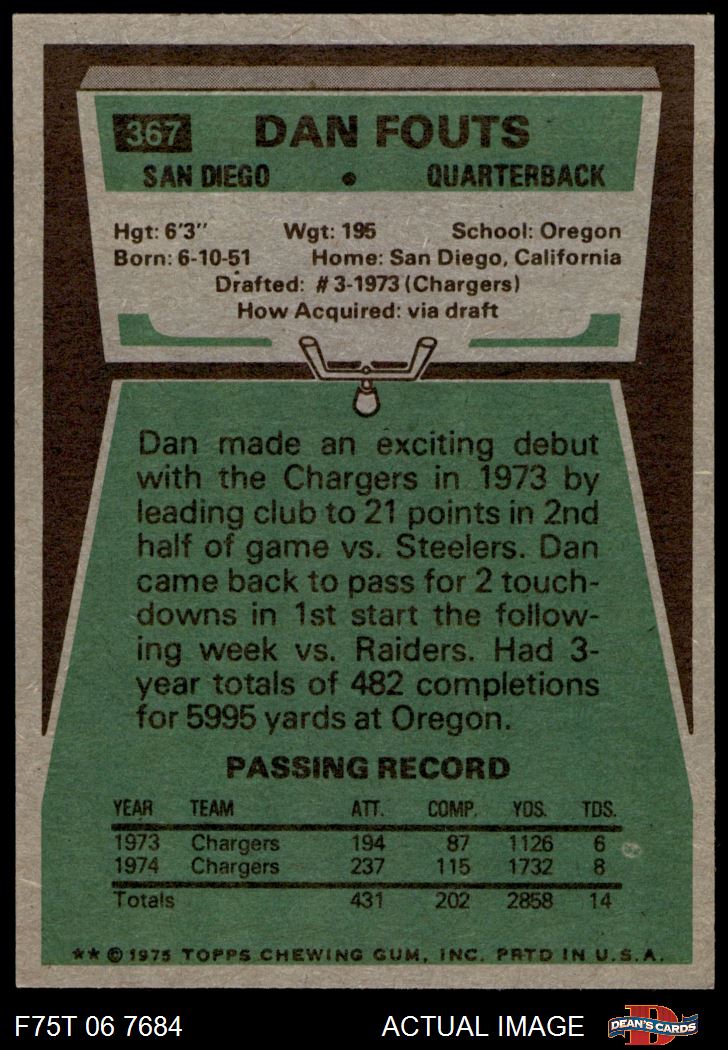 367 DAN FOUTS
SAN DIEGO • QUARTERBACK
Hgt: 6'3" Wgt: 195 School: Oregon
Born: 6-10-51 Home: San Diego, California
Drafted: #3-1973 (Chargers)
How Acquired: via draft
Dan made an exciting debut
with the Chargers in 1973 by
leading club to 21 points in 2nd
half of game vs. Steelers. Dan
came back to pass for 2 touch-
downs in 1st start the follow-
ing week vs. Raiders. Had 3-
year totals of 482 completions
for 5995 yards at Oregon.
PASSING RECORD
YEAR TEAM ATT. COMP. YDS. TDS.
1973 Chargers 194 87 1126 6
1974 Chargers 237 115 1732 8
Totals 431 202 2858 14
** © 1975 TOPPS CHEWING GUM, INC. PRTD IN U.S.A.
F75T 06 7684 ACTUAL IMAGE D DEAN'S CARDS